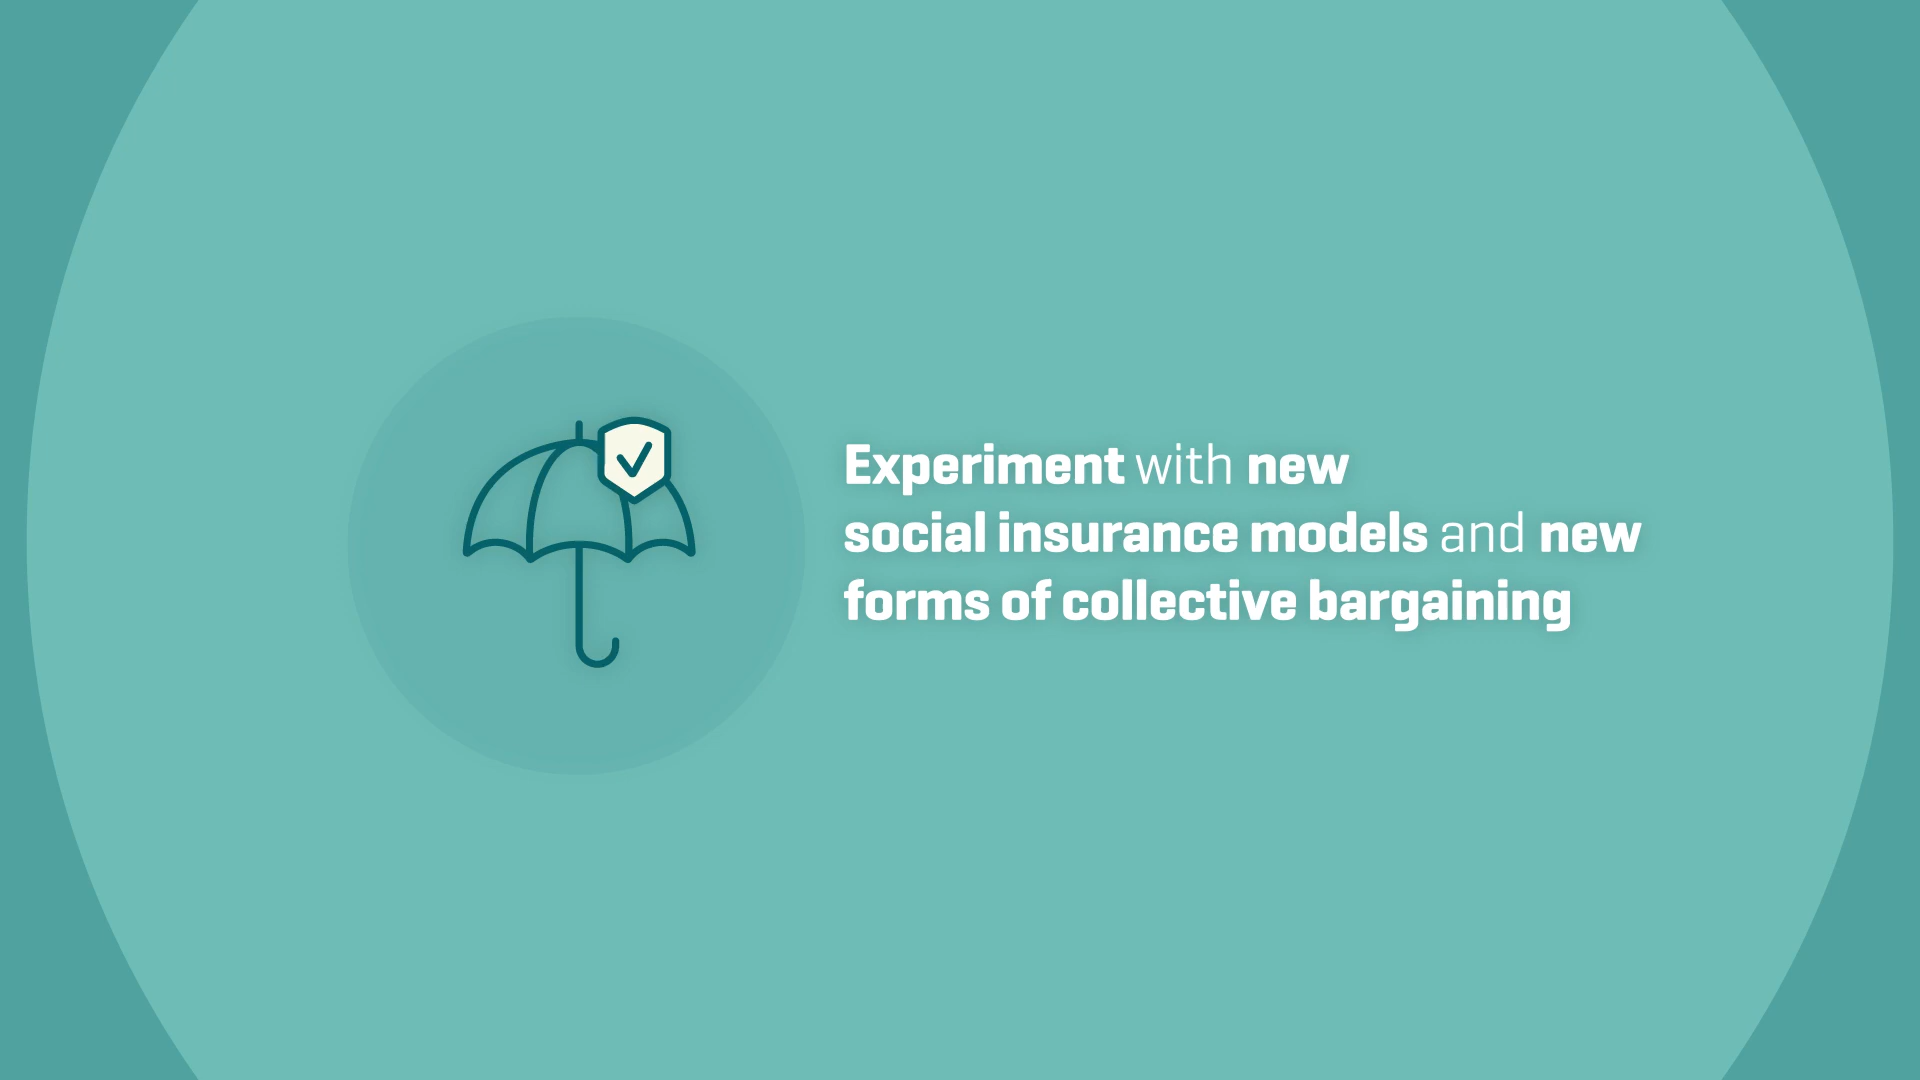 Experiment with new
social insurance models and new
forms of collective bargaining